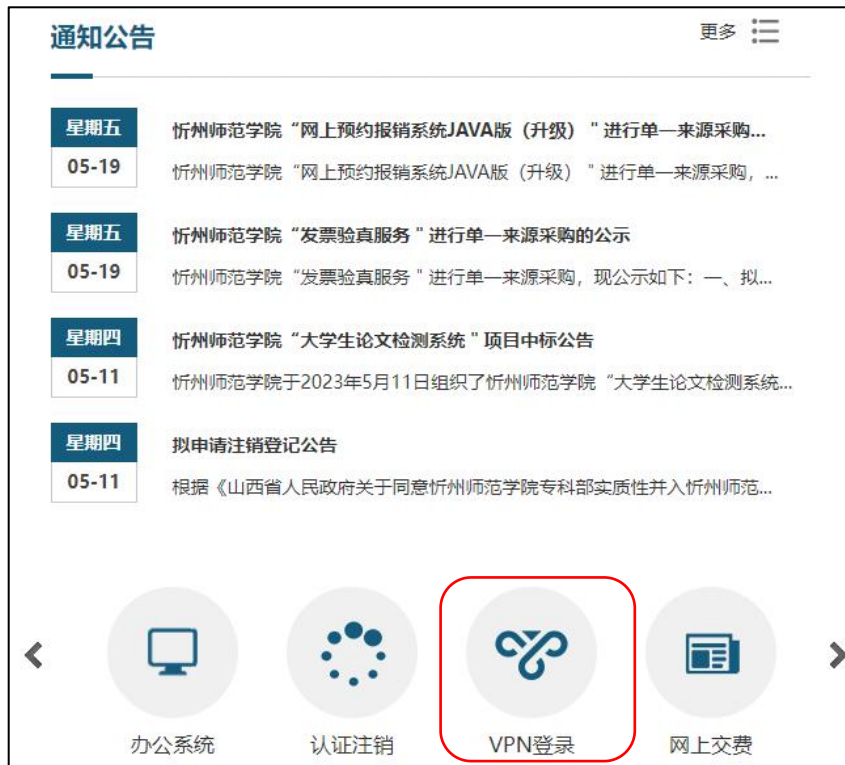 通知公告
更多
星期五
05-19
忻州师范学院“网上预约报销系统JAVA版（升级）＂进行单一来源采购...
忻州师范学院“网上预约报销系统JAVA版（升级）＂进行单一来源采购，...
星期五
05-19
忻州师范学院“发票验真服务＂进行单一来源采购的公示
忻州师范学院“发票验真服务＂进行单一来源采购，现公示如下：一、拟...
星期四
05-11
忻州师范学院“大学生论文检测系统＂项目中标公告
忻州师范学院于2023年5月11日组织了忻州师范学院“大学生论文检测系统...
星期四
05-11
拟申请注销登记公告
根据《山西省人民政府关于同意忻州师范学院专科部实质性并入忻州师范...
办公系统
认证注销
VPN登录
网上交费